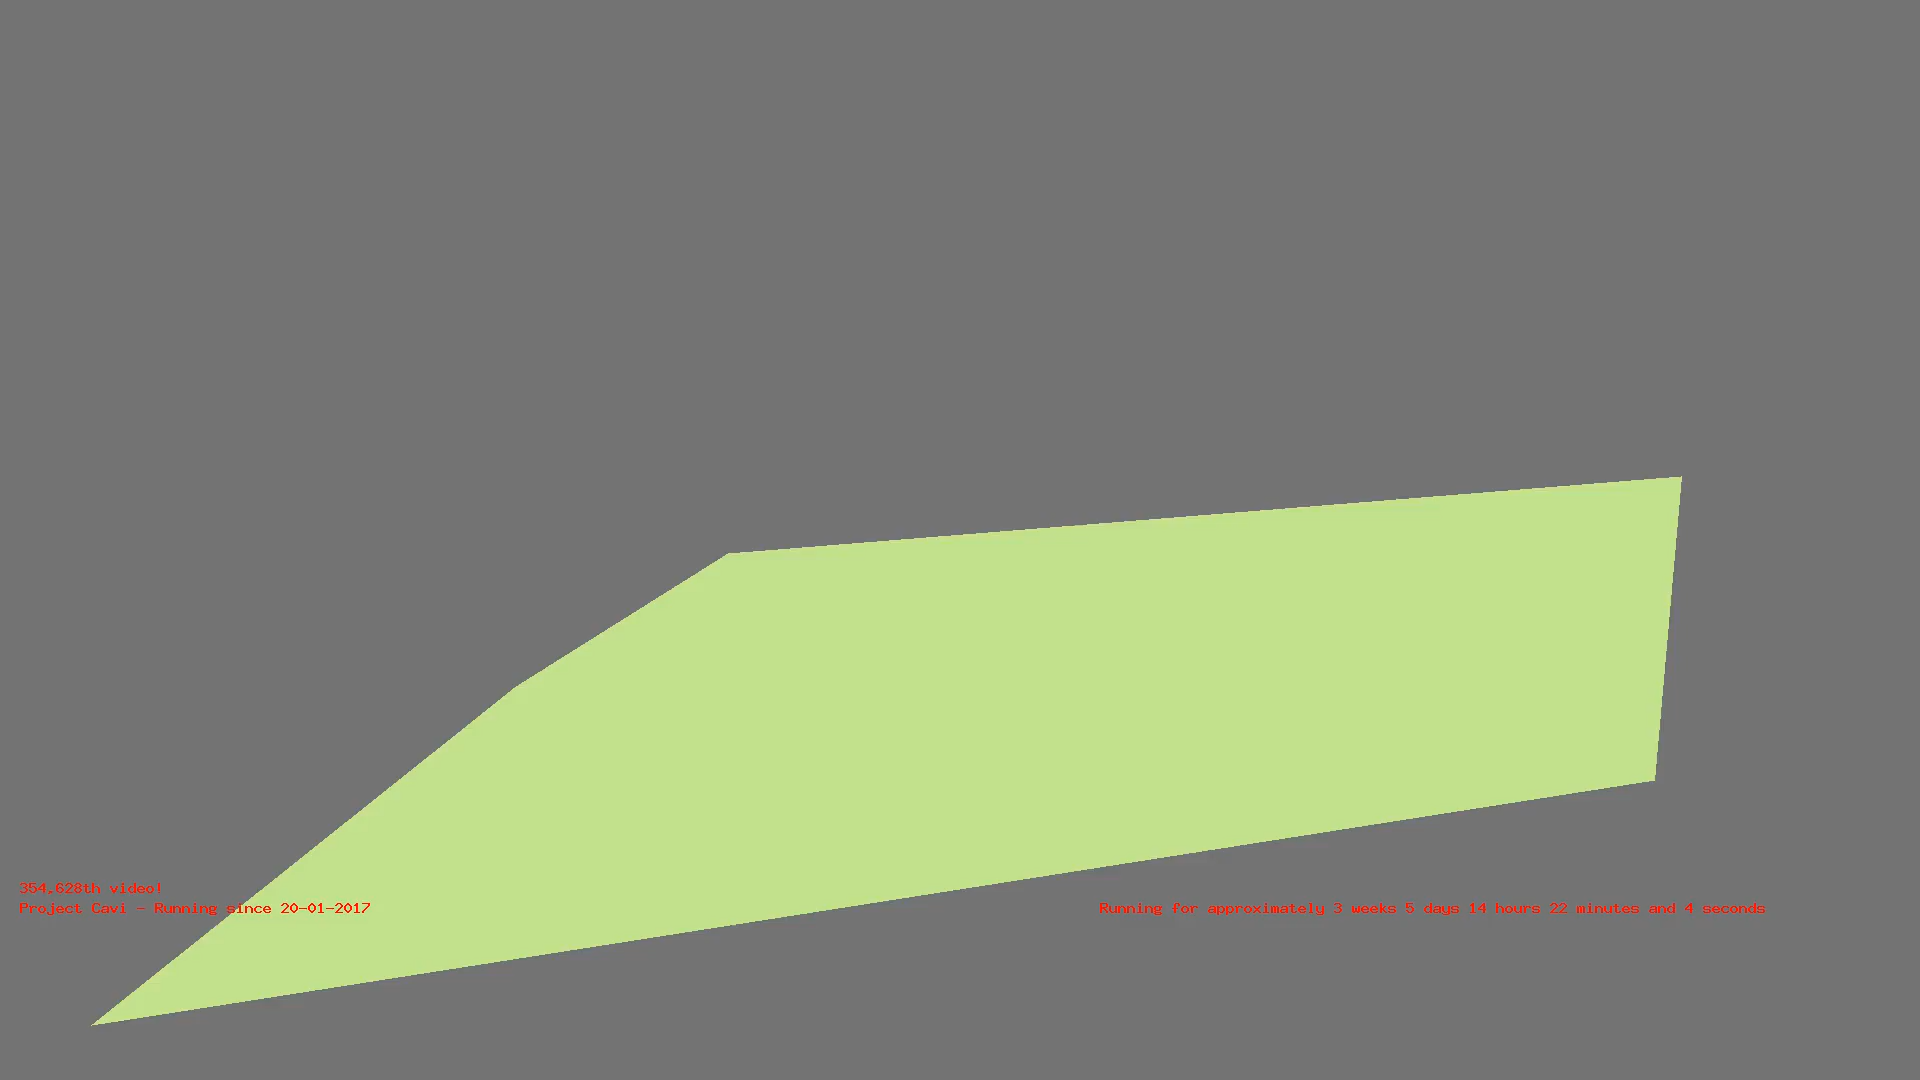 354,628th video!
Project Cavi - Running since 20-01-2017
Running for approximately 3 weeks 5 days 14 hours 22 minutes and 4 seconds